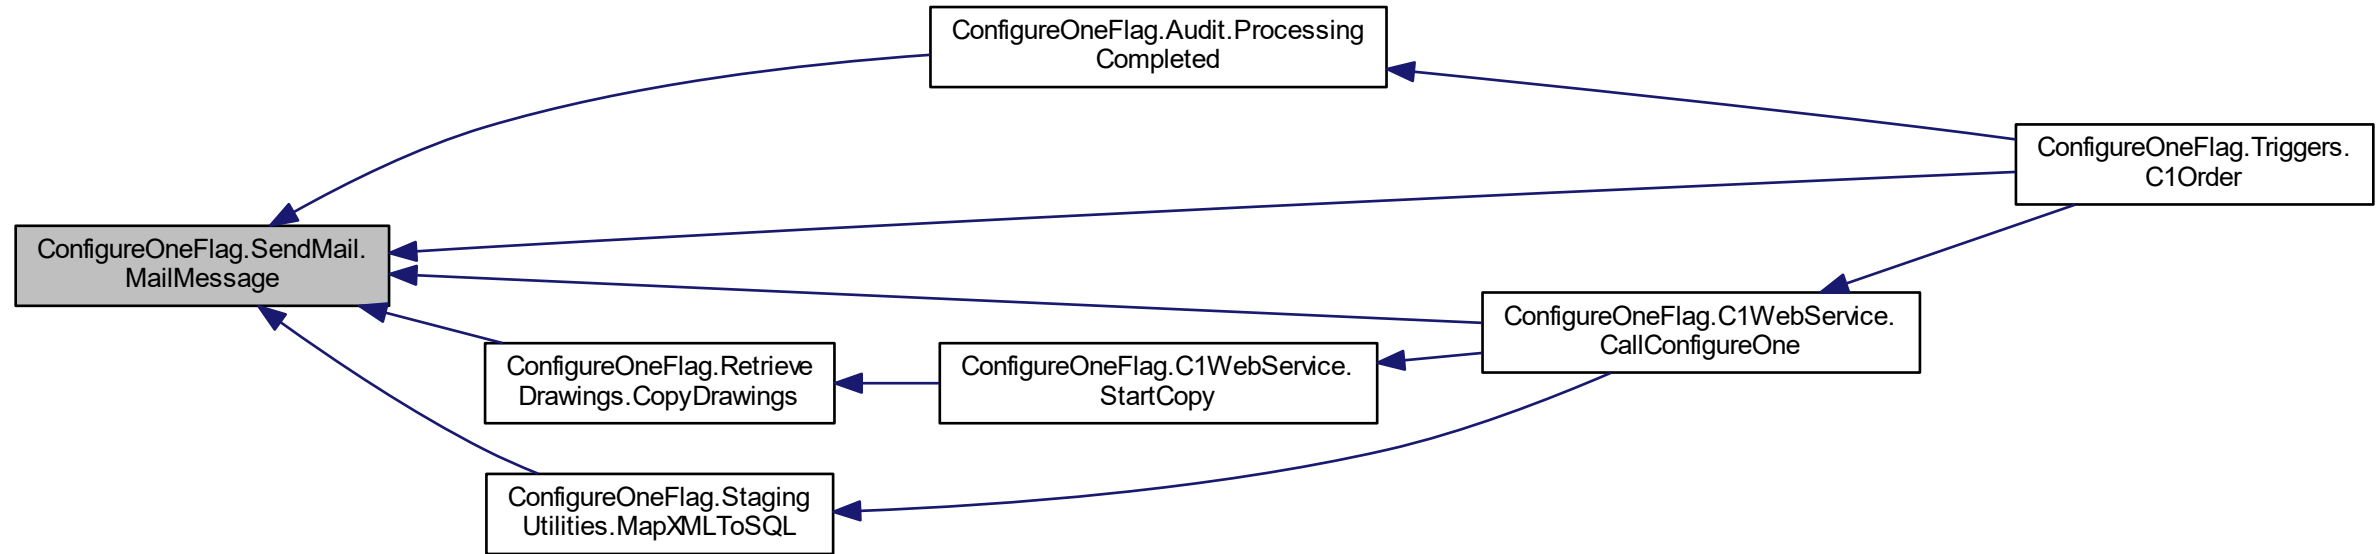 ConfigureOneFlag.Audit.Processing
Completed
ConfigureOneFlag.Triggers.
C1Order
ConfigureOneFlag.SendMail.
MailMessage
ConfigureOneFlag.C1WebService.
CallConfigureOne
ConfigureOneFlag.Retrieve
Drawings.CopyDrawings
ConfigureOneFlag.C1WebService.
StartCopy
ConfigureOneFlag.Staging
Utilities.MapXMLToSQL